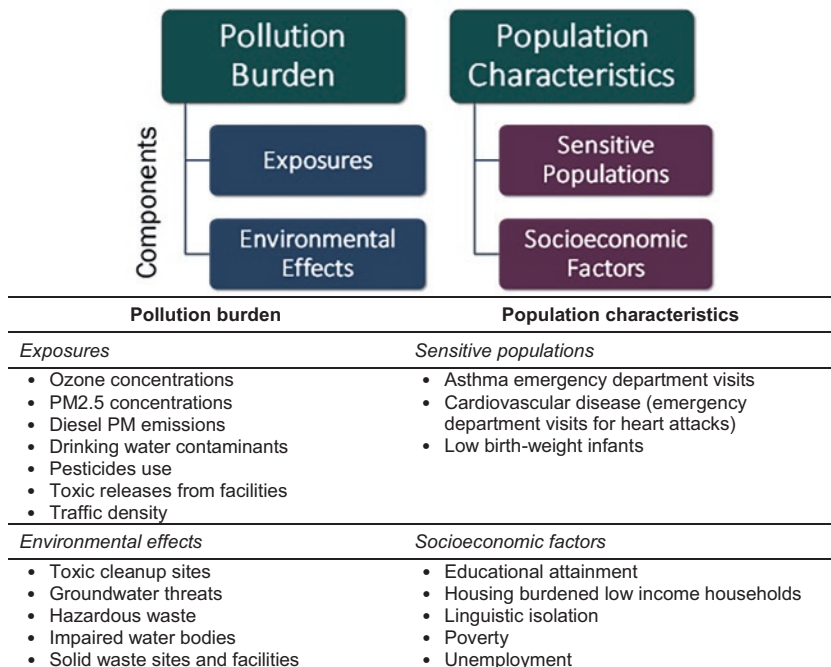 Pollution
Burden
Population
Characteristics
Components
Exposures
Sensitive
Populations
Environmental
Effects
Socioeconomic
Factors
Pollution burden
Population characteristics
Exposures
Sensitive populations
• Ozone concentrations
• PM2.5 concentrations
• Diesel PM emissions
• Drinking water contaminants
• Pesticides use
• Toxic releases from facilities
• Traffic density
• Asthma emergency department visits
• Cardiovascular disease (emergency
department visits for heart attacks)
• Low birth-weight infants
Environmental effects
Socioeconomic factors
• Toxic cleanup sites
• Groundwater threats
• Hazardous waste
• Impaired water bodies
• Solid waste sites and facilities
• Educational attainment
• Housing burdened low income households
• Linguistic isolation
• Poverty
• Unemployment